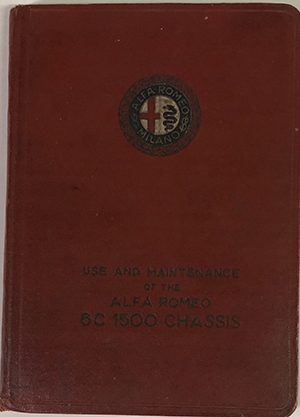 ALFA ROMEO
MILANO
USE AND MAINTENANCE
OF THE
ALFA ROMEO
6C 1500 CHASSIS